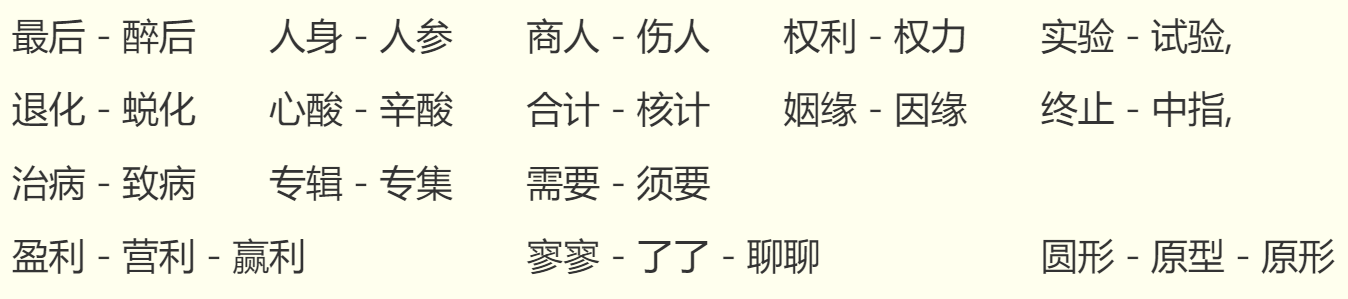 最后 - 醉后 人身 - 人参 商人 - 伤人 权利 - 权力 实验 - 试验,
退化 - 蜕化 心酸 - 辛酸 合计 - 核计 姻缘 - 因缘 终止 - 中指,
治病 - 致病 专辑 - 专集 需要 - 须要
盈利 - 营利 - 赢利 寥寥 - 了了 - 聊聊 圆形 - 原型 - 原形